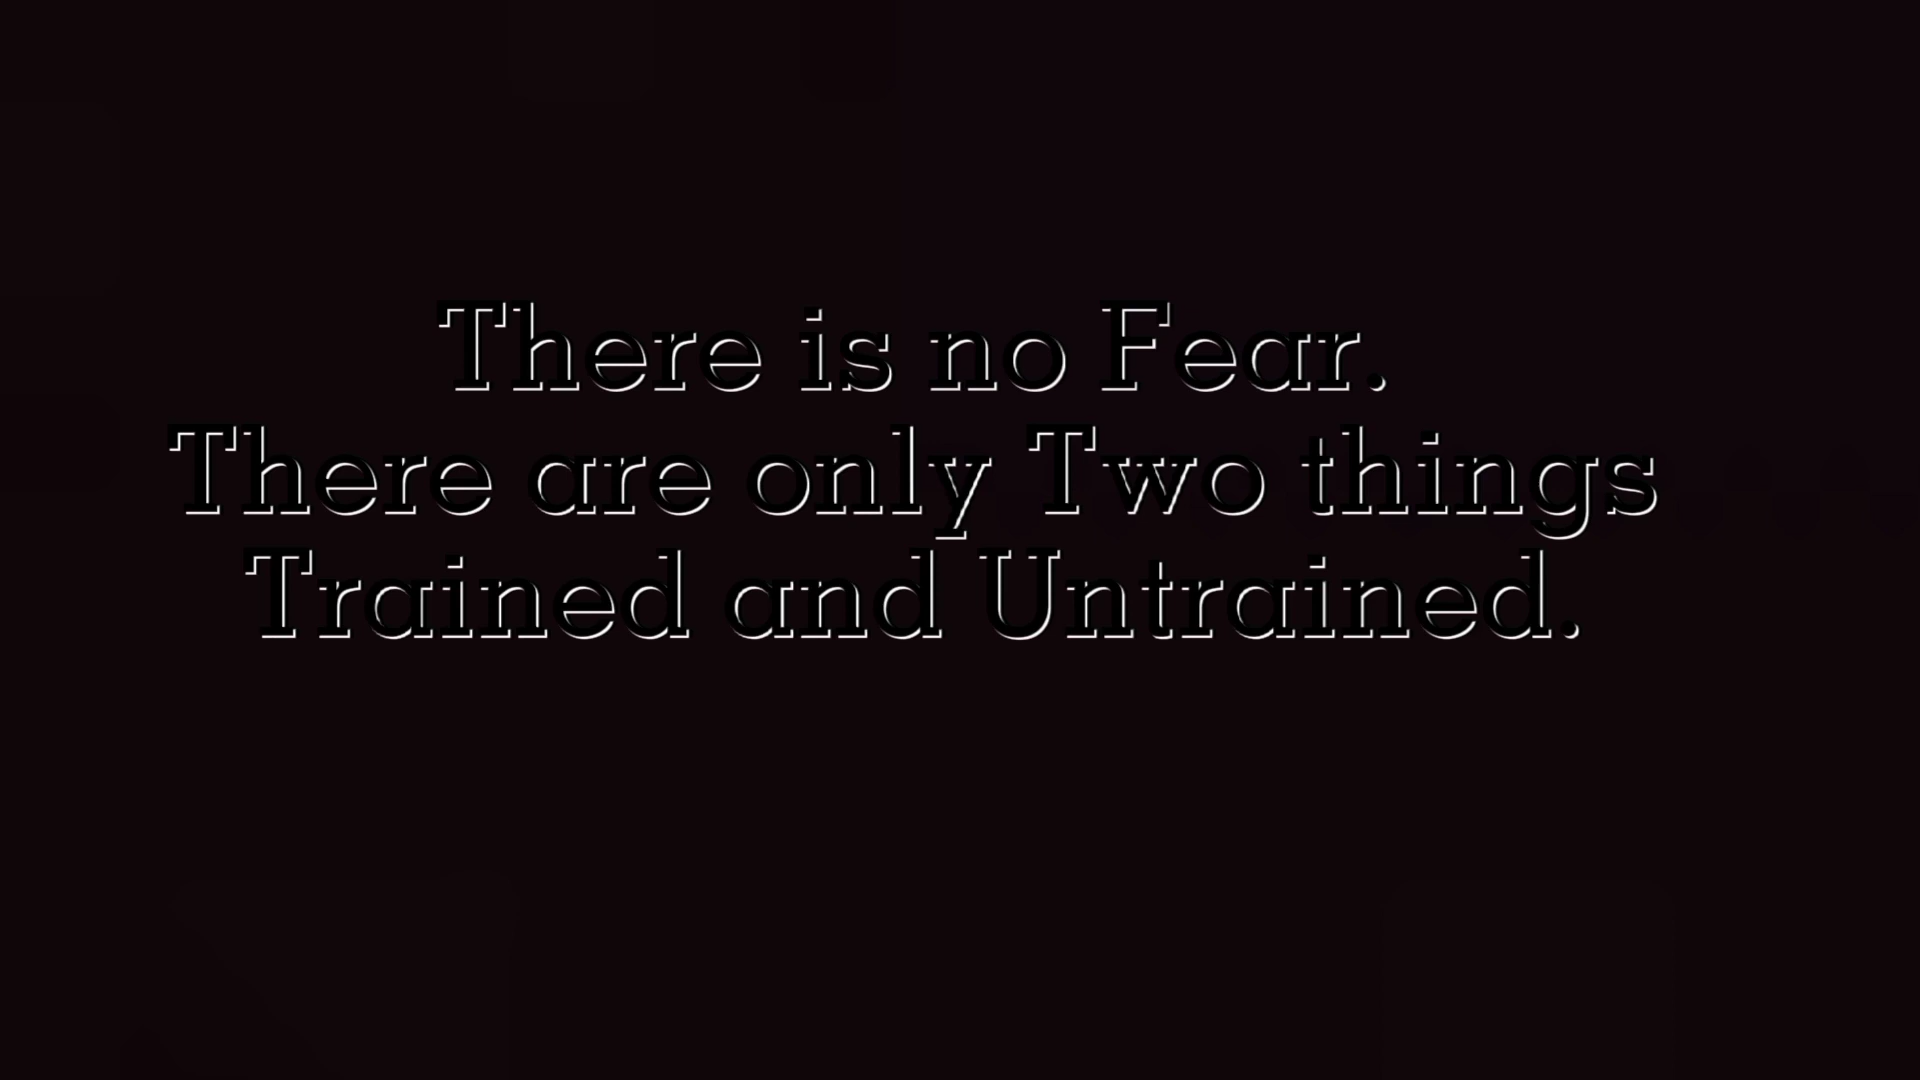 There is no Fear.
There are only Two things
Trained and Untrained.